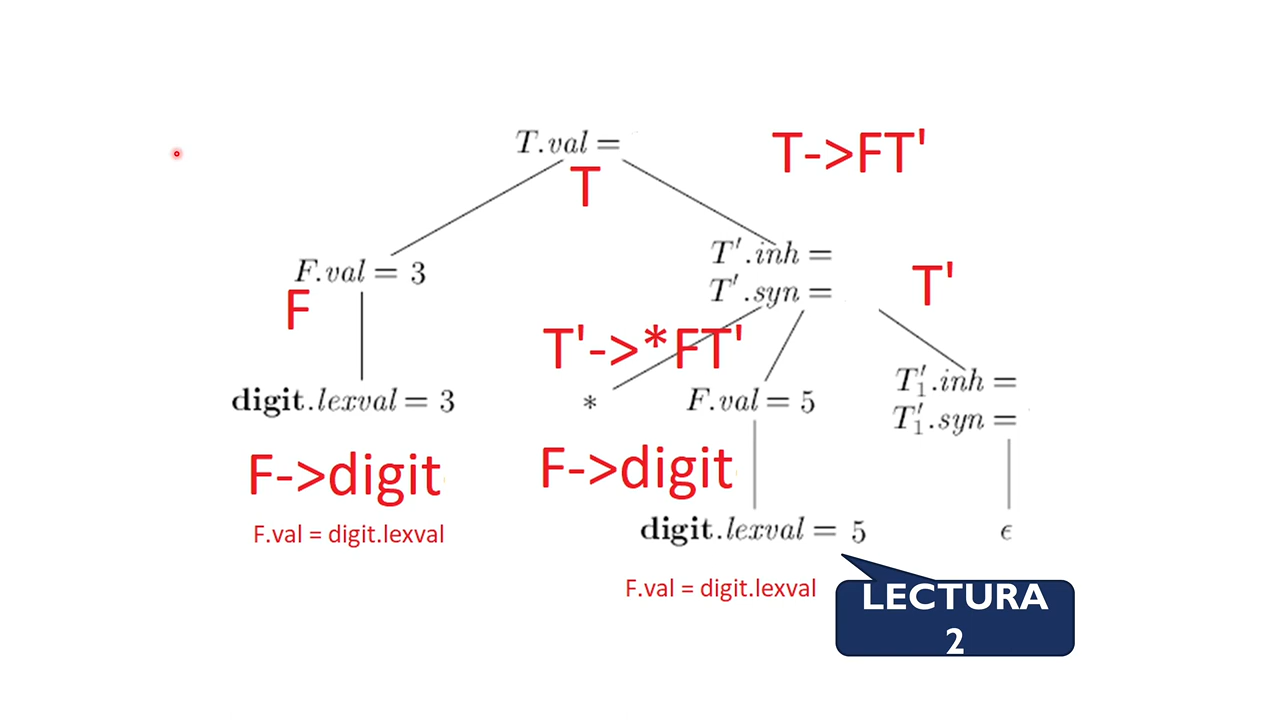 T.val =
T->FT'
T
T'.inh =
F.val = 3
T'.syn =
T'
F
T'->*FT'
T'₁.inh =
digit.lexval = 3
*
F.val = 5
T'₁.syn =
F->digit
F->digit
F.val = digit.lexval
digit.lexval = 5
ϵ
F.val = digit.lexval
LECTURA
2